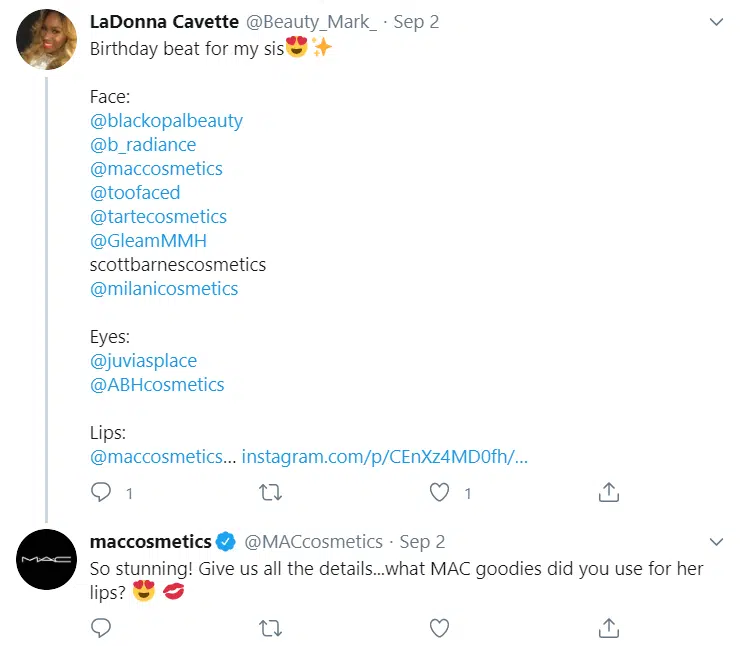 LaDonna Cavette @Beauty_Mark_ · Sep 2
Birthday beat for my sis😍✨
Face:
@blackopalbeauty
@b_radiance
@maccosmetics
@toofaced
@tartecosmetics
@GleamMMH
scottbarnescosmetics
@milanicosmetics
Eyes:
@juviasplace
@ABHcosmetics
Lips:
@maccosmetics… instagram.com/p/CEnXz4MD0fh/…
1 1
MAC
maccosmetics @MACcosmetics · Sep 2
So stunning! Give us all the details...what MAC goodies did you use for her
lips? 😍 💋